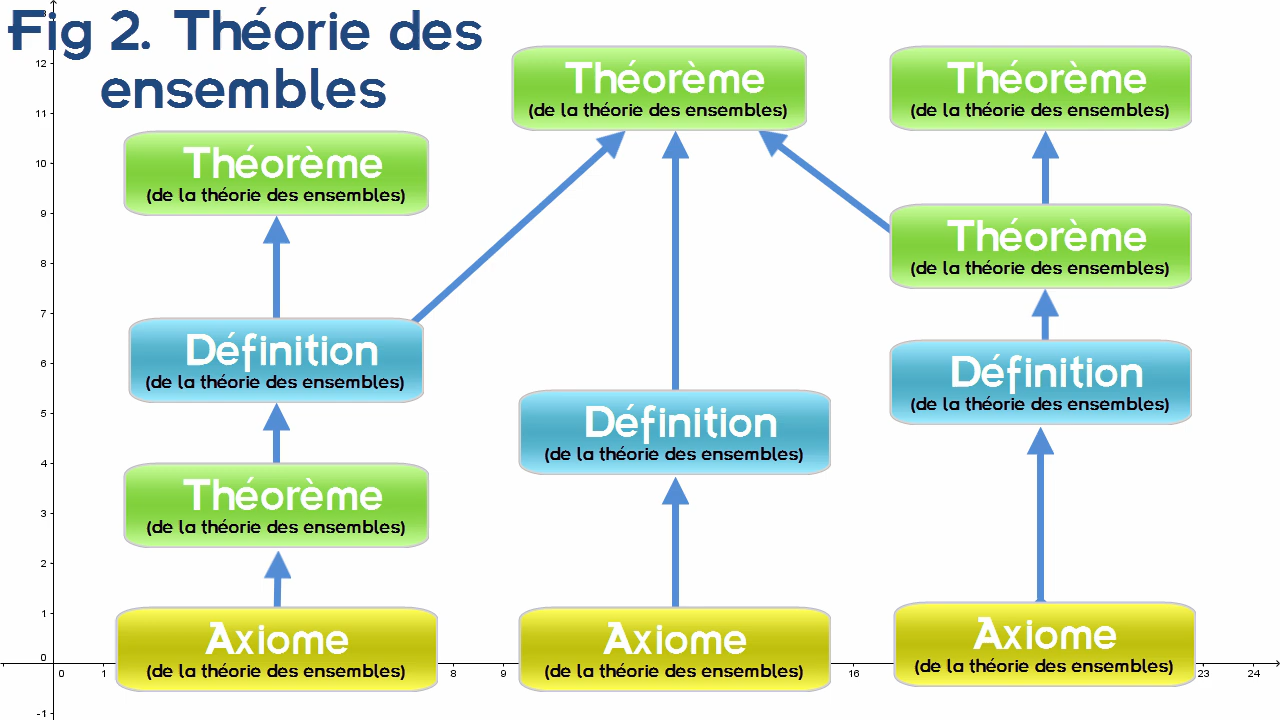 Fig 2. Théorie des
ensembles
Théorème
(de la théorie des ensembles)
Théorème
(de la théorie des ensembles)
Théorème
(de la théorie des ensembles)
Théorème
(de la théorie des ensembles)
Définition
(de la théorie des ensembles)
Définition
(de la théorie des ensembles)
Définition
(de la théorie des ensembles)
Théorème
(de la théorie des ensembles)
Axiome
(de la théorie des ensembles)
Axiome
(de la théorie des ensembles)
Axiome
(de la théorie des ensembles)
12
11
10
9
8
7
6
5
4
3
2
1
0
-1
0 1 8 9 16 23 24